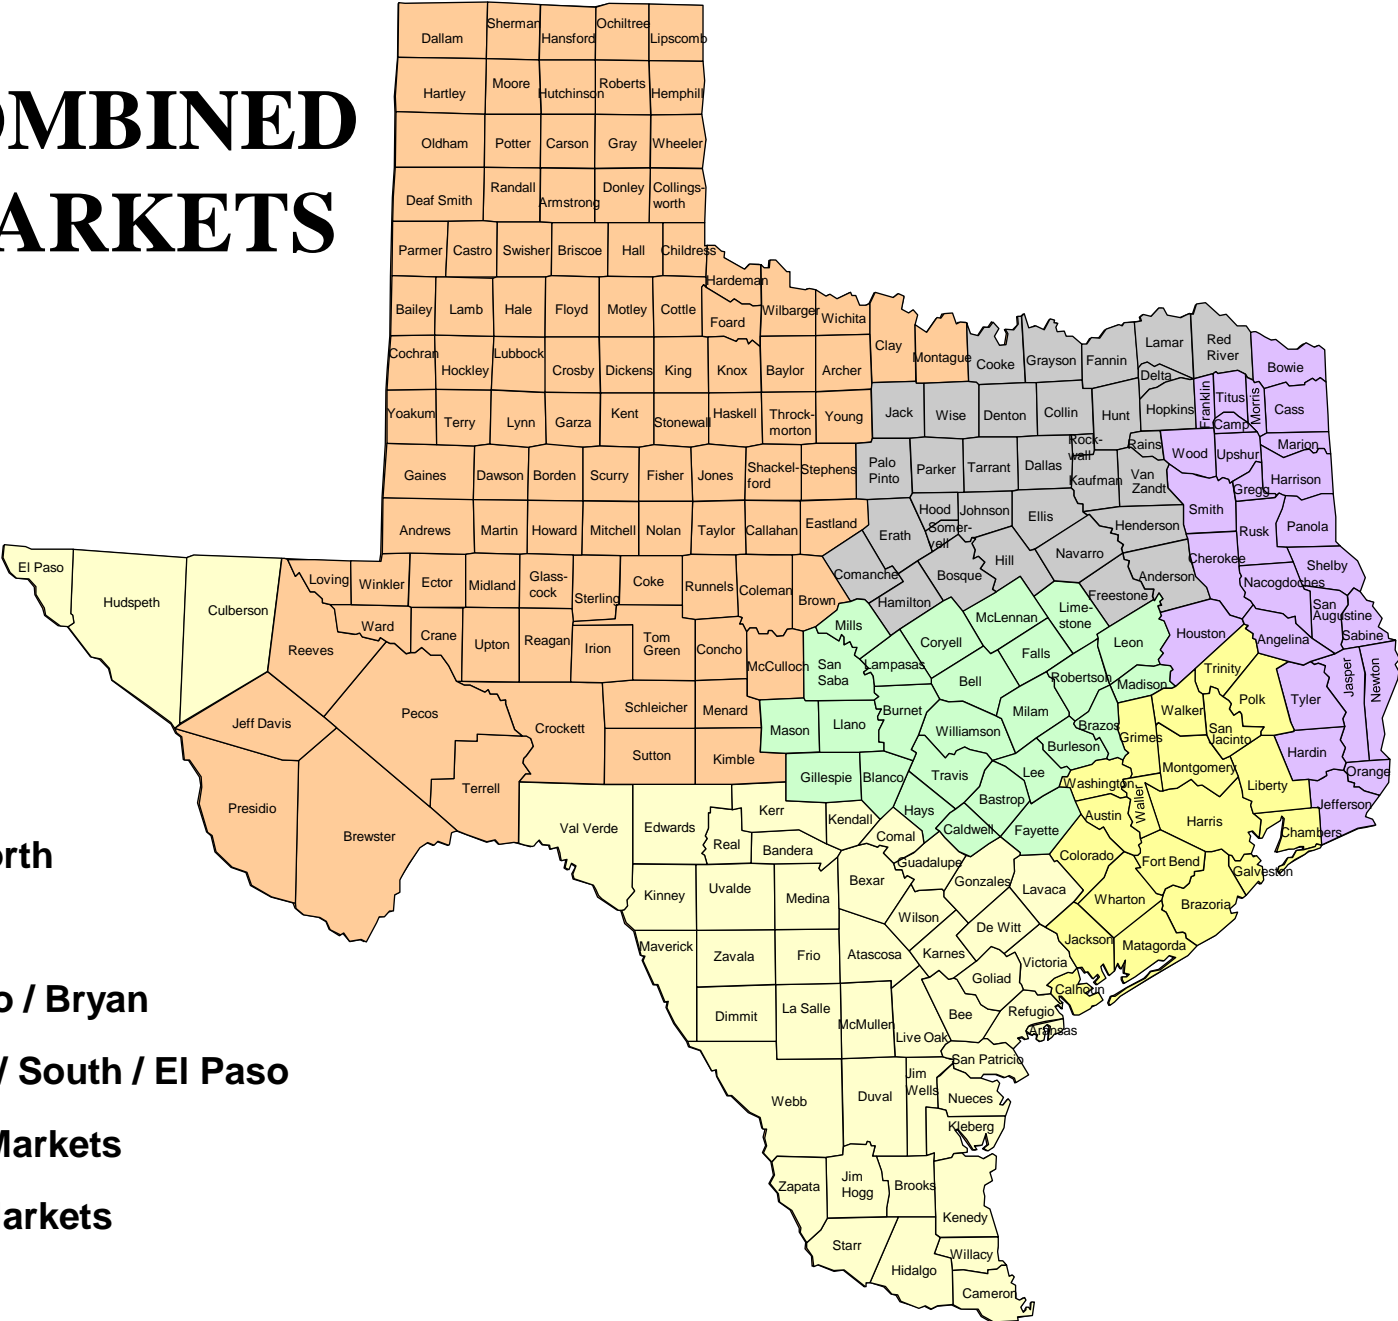 OMBINED
ARKETS
Dallam
Sherman
Hansford
Ochiltree
Lipscomb
Hartley
Moore
Hutchinson
Roberts
Hemphill
Oldham
Potter
Carson
Gray
Wheeler
Deaf Smith
Randall
Armstrong
Donley
Collings-
worth
Parmer
Castro
Swisher
Briscoe
Hall
Childress
Hardeman
Bailey
Lamb
Hale
Floyd
Motley
Cottle
Foard
Wilbarger
Wichita
Clay
Montague
Cooke
Grayson
Fannin
Lamar
Red
River
Bowie
Cochran
Hockley
Lubbock
Crosby
Dickens
King
Knox
Baylor
Archer
Delta
Yoakum
Terry
Lynn
Garza
Kent
Stonewall
Haskell
Throck-
morton
Young
Jack
Wise
Denton
Collin
Hunt
Hopkins
Franklin
Titus
Camp
Morris
Cass
Gaines
Dawson
Borden
Scurry
Fisher
Jones
Shackel-
ford
Stephens
Palo
Pinto
Parker
Tarrant
Dallas
Rock-
wall
Kaufman
Rains
Van
Zandt
Wood
Upshur
Marion
Harrison
Gregg
Andrews
Martin
Howard
Mitchell
Nolan
Taylor
Callahan
Eastland
Erath
Hood
Somer-
vell
Johnson
Ellis
Henderson
Smith
Rusk
Panola
El Paso
Hudspeth
Culberson
Loving
Winkler
Ector
Midland
Glass-
cock
Sterling
Coke
Runnels
Coleman
Brown
Comanche
Hamilton
Bosque
Hill
Navarro
Freestone
Anderson
Cherokee
Nacogdoches
Shelby
San
Augustine
Sabine
Reeves
Ward
Crane
Upton
Reagan
Irion
Tom
Green
Concho
McCulloch
San
Saba
Mills
Lampasas
Coryell
McLennan
Lime-
stone
Falls
Leon
Houston
Angelina
Trinity
Jasper
Newton
Jeff Davis
Pecos
Crockett
Schleicher
Menard
Mason
Llano
Burnet
Bell
Williamson
Milam
Robertson
Madison
Brazos
Burleson
Grimes
Walker
San
Jacinto
Polk
Tyler
Hardin
Orange
Presidio
Brewster
Terrell
Sutton
Kimble
Gillespie
Blanco
Travis
Hays
Lee
Bastrop
Caldwell
Fayette
Washington
Waller
Austin
Montgomery
Liberty
Harris
Jefferson
Chambers
Val Verde
Edwards
Kerr
Real
Bandera
Kendall
Comal
Guadalupe
Gonzales
Lavaca
Colorado
Fort Bend
Galveston
orth
Kinney
Uvalde
Medina
Bexar
Wilson
De Witt
Wharton
Brazoria
Maverick
Zavala
Frio
Atascosa
Karnes
Goliad
Victoria
Jackson
Matagorda
Calhoun
o / Bryan
Dimmit
La Salle
McMullen
Live Oak
Bee
Refugio
Aransas
/ South / El Paso
Webb
Duval
Jim
Wells
San Patricio
Nueces
Kleberg
Markets
Zapata
Jim
Hogg
Brooks
Kenedy
arkets
Starr
Hidalgo
Willacy
Cameron